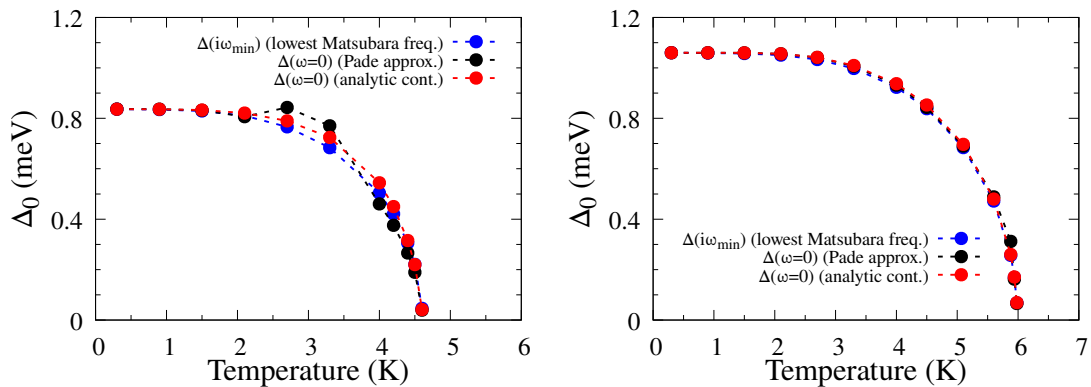 1.2
Δ(iω_min) (lowest Matsubara freq.)
Δ(ω=0) (Pade approx.)
Δ(ω=0) (analytic cont.)
0.8
Δ₀ (meV)
0.4
0
0 1 2 3 4 5 6
Temperature (K)
1.2
0.8
Δ₀ (meV)
0.4
Δ(iω_min) (lowest Matsubara freq.)
Δ(ω=0) (Pade approx.)
Δ(ω=0) (analytic cont.)
0
0 1 2 3 4 5 6 7
Temperature (K)